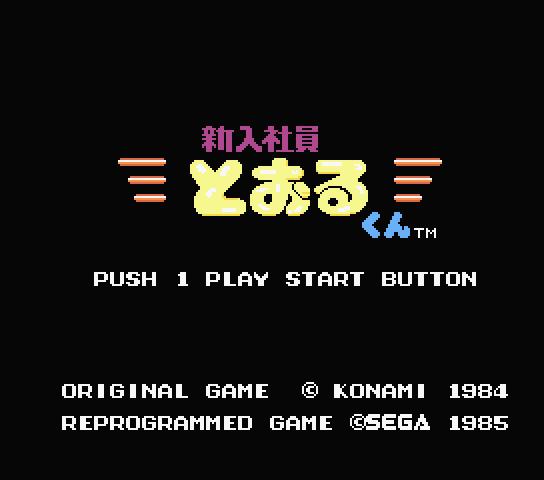 新入社員
とおる
くん™
PUSH 1 PLAY START BUTTON
ORIGINAL GAME © KONAMI 1984
REPROGRAMMED GAME ©SEGA 1985